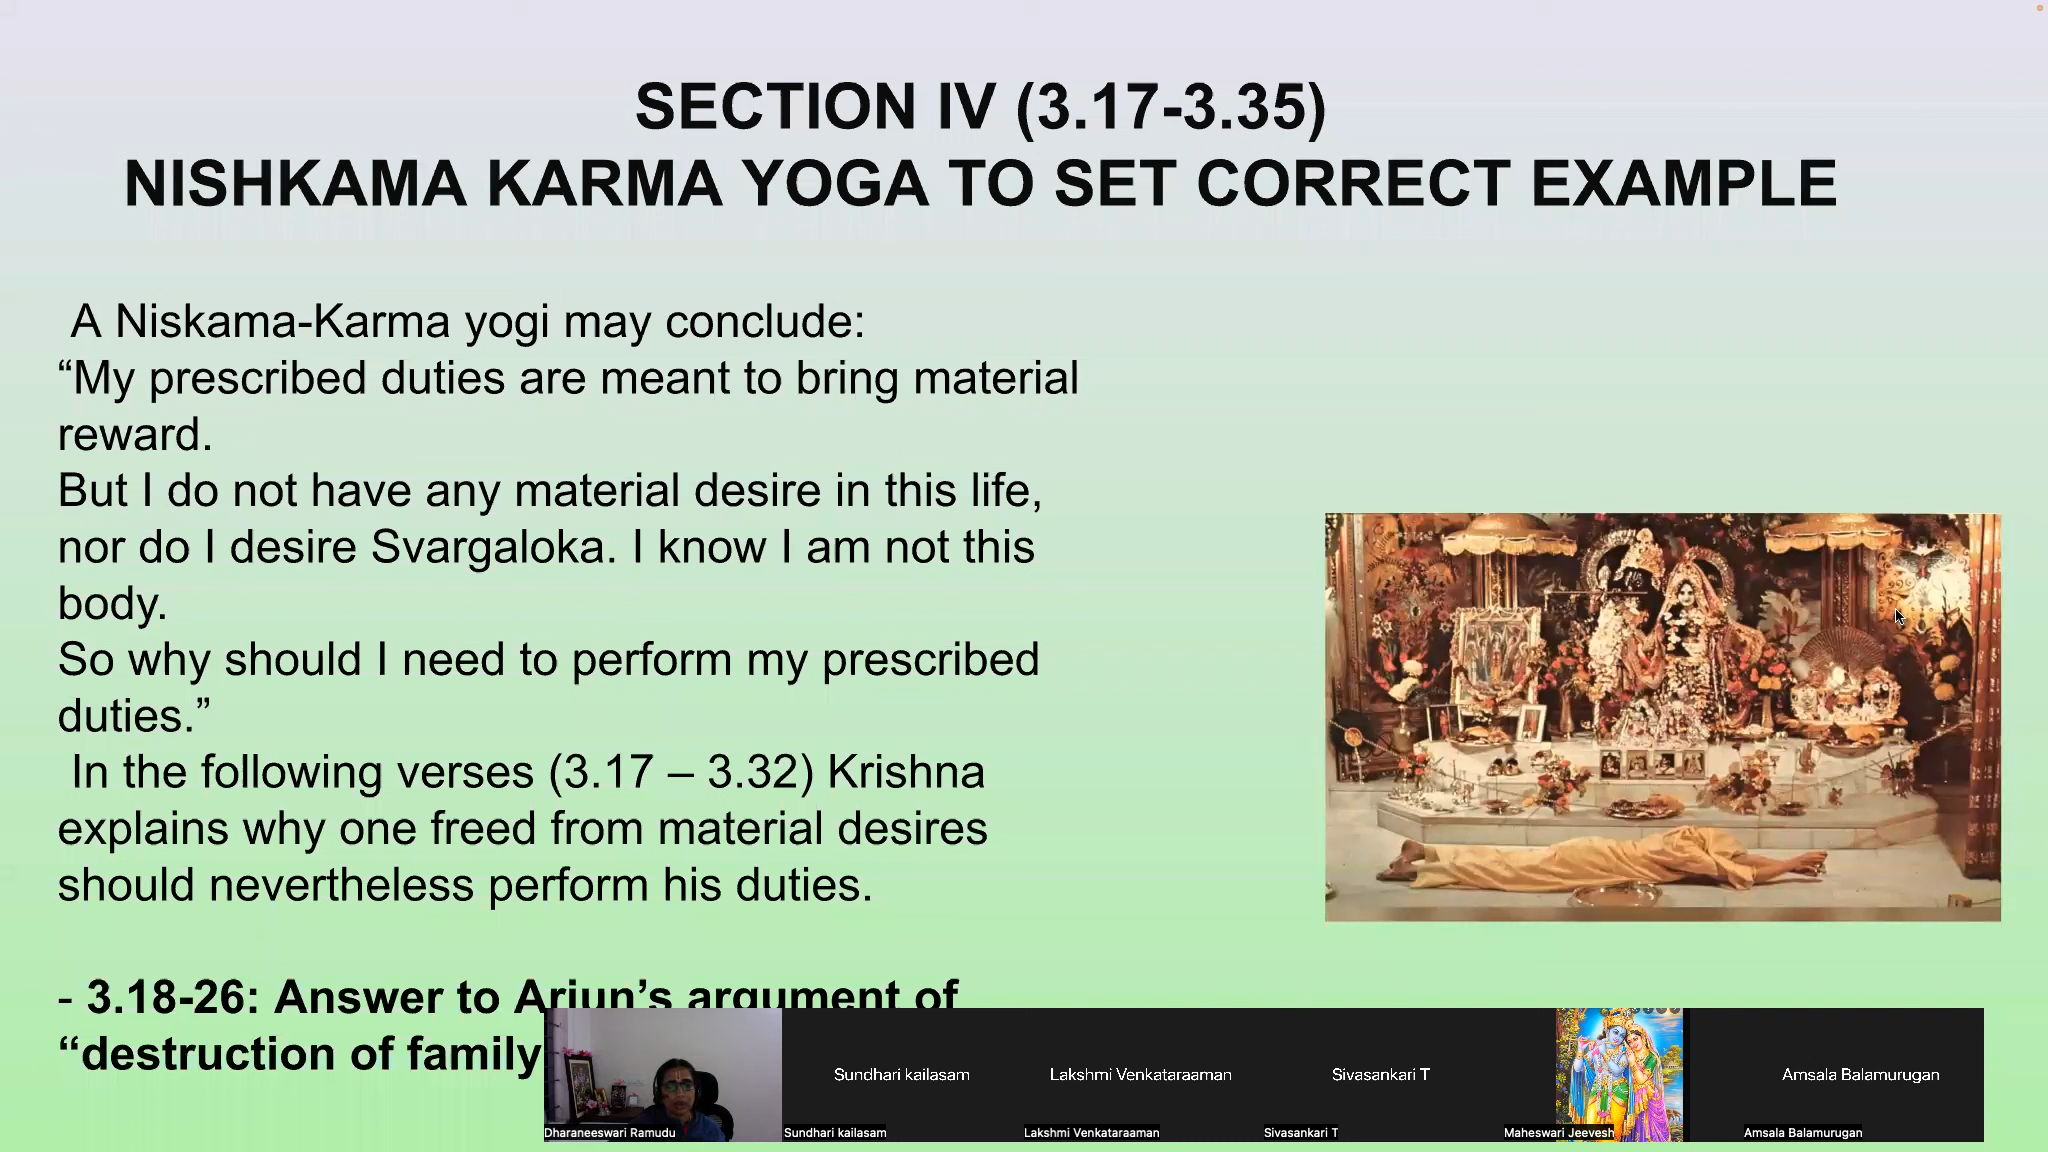 SECTION IV (3.17-3.35)
NISHKAMA KARMA YOGA TO SET CORRECT EXAMPLE
A Niskama-Karma yogi may conclude:
“My prescribed duties are meant to bring material
reward.
But I do not have any material desire in this life,
nor do I desire Svargaloka. I know I am not this
body.
So why should I need to perform my prescribed
duties.”
In the following verses (3.17 – 3.32) Krishna
explains why one freed from material desires
should nevertheless perform his duties.
- 3.18-26: Answer to Arjun’s argument of
“destruction of family
Sundhari kailasam
Lakshmi Venkataraaman
Sivasankari T
Amsala Balamurugan
Dharaneeswari Ramudu
Sundhari kailasam
Lakshmi Venkataraaman
Sivasankari T
Maheswari Jeevesh
Amsala Balamurugan